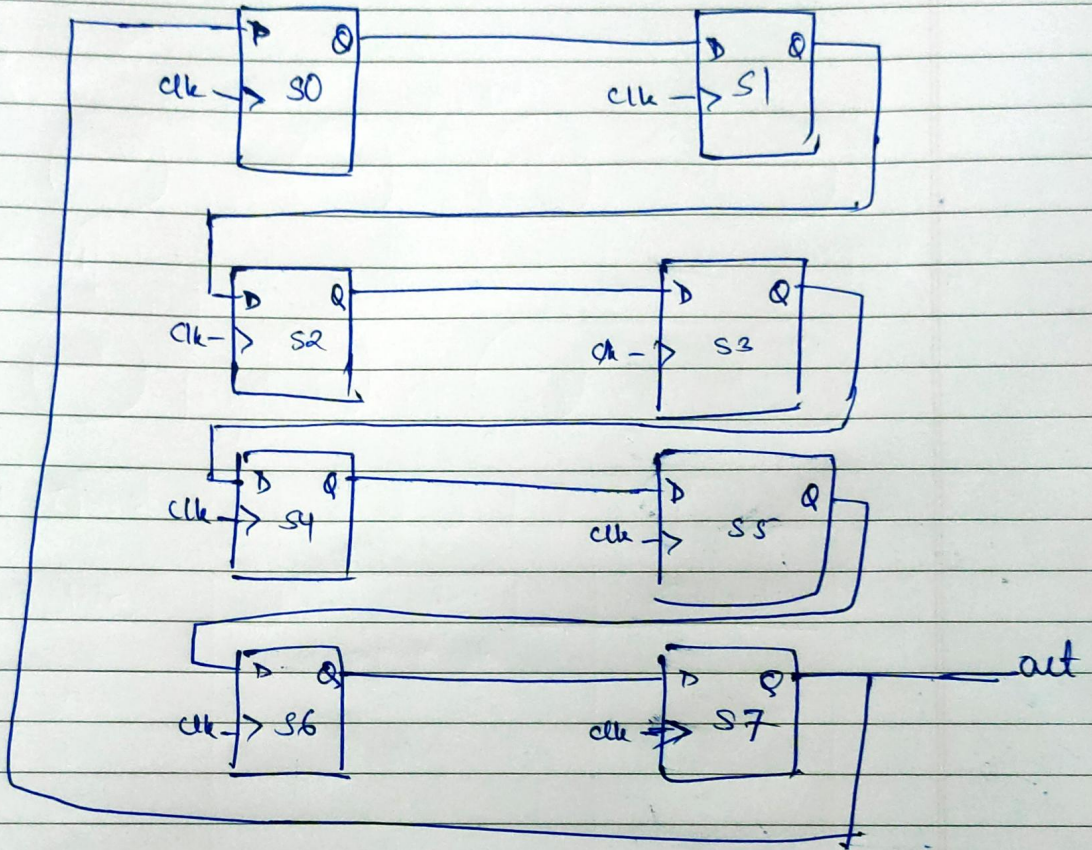 D Q D Q
clk S0 clk S1
D Q D Q
clk S2 clk S3
D Q D Q
clk S4 clk S5
D Q D Q out
clk S6 clk S7